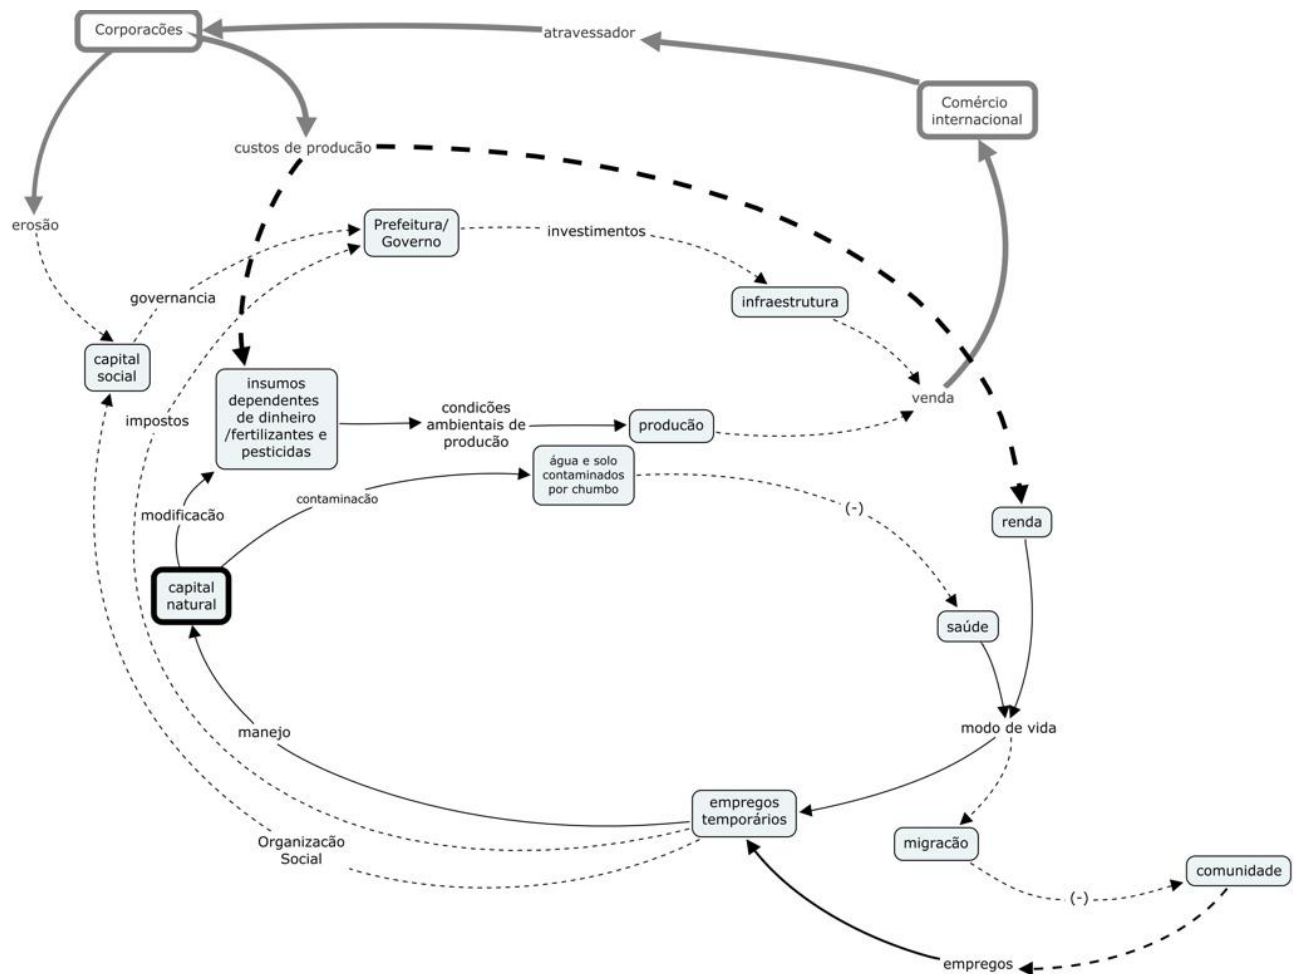 Corporacões
atravessador
Comércio
internacional
custos de producão
erosão
Prefeitura/
Governo
investimentos
governancia
infraestrutura
capital
social
insumos
dependentes
de dinheiro
/fertilizantes e
pesticidas
venda
impostos
condicões
ambientais de
producão
producão
água e solo
contaminados
por chumbo
contaminacão
modificacão
(-)
renda
capital
natural
saúde
manejo
modo de vida
empregos
temporários
Organizacão
Social
migracão
comunidade
(-)
empregos